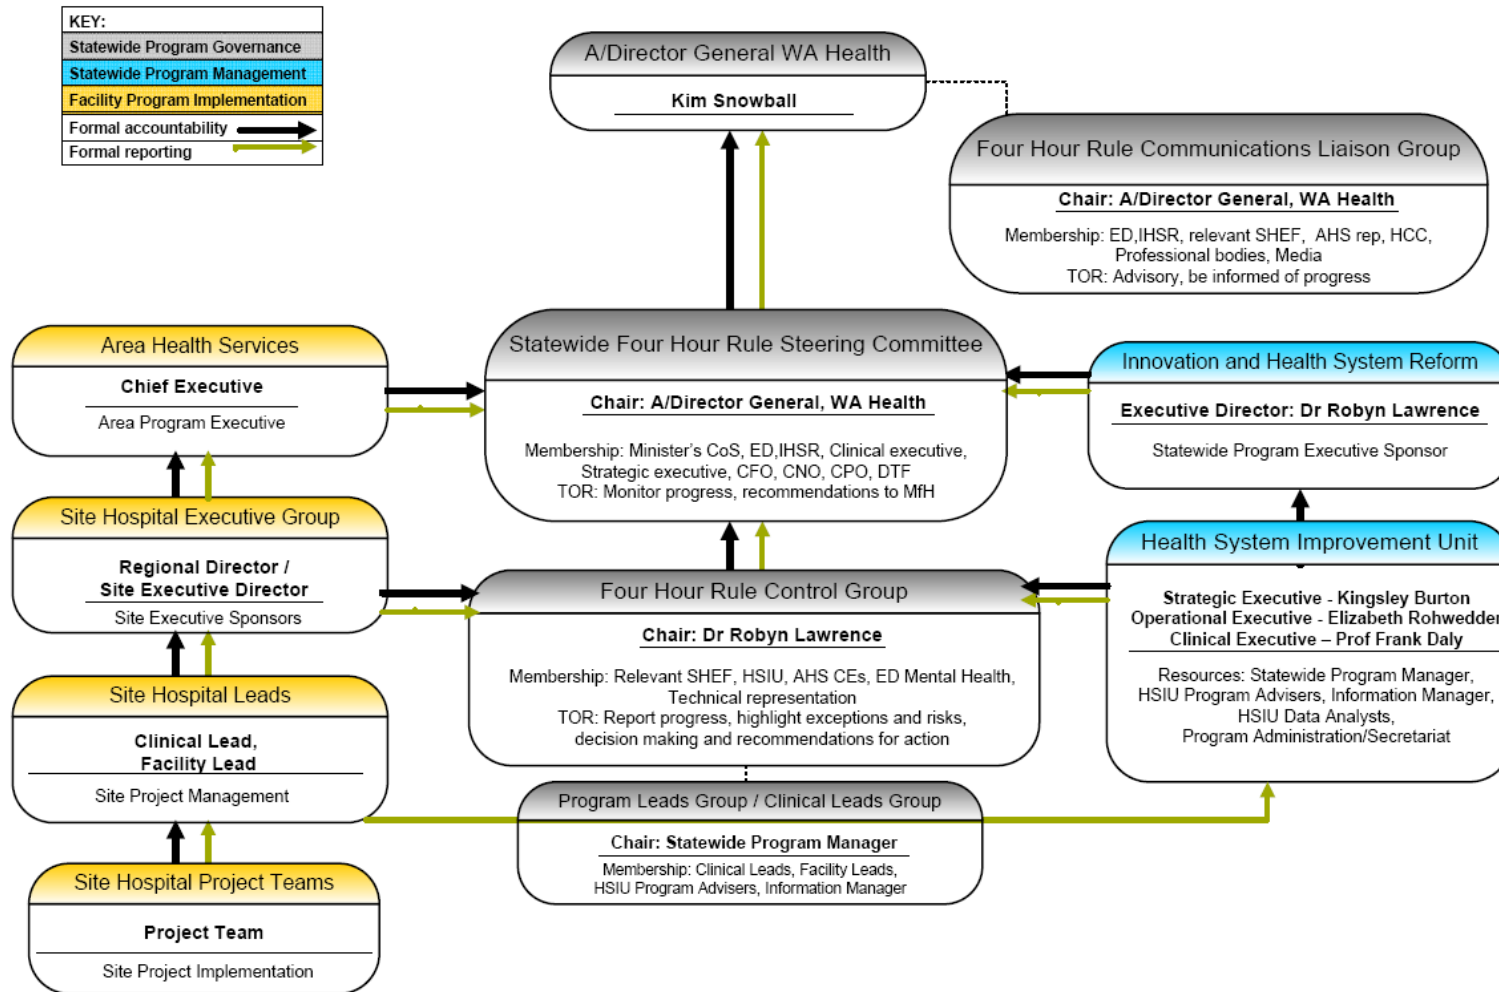 KEY:
Statewide Program Governance
Statewide Program Management
Facility Program Implementation
Formal accountability
Formal reporting
A/Director General WA Health
Kim Snowball
Four Hour Rule Communications Liaison Group
Chair: A/Director General, WA Health
Membership: ED,IHSR, relevant SHEF, AHS rep, HCC,
Professional bodies, Media
TOR: Advisory, be informed of progress
Area Health Services
Chief Executive
Area Program Executive
Statewide Four Hour Rule Steering Committee
Chair: A/Director General, WA Health
Membership: Minister's CoS, ED,IHSR, Clinical executive,
Strategic executive, CFO, CNO, CPO, DTF
TOR: Monitor progress, recommendations to MfH
Innovation and Health System Reform
Executive Director: Dr Robyn Lawrence
Statewide Program Executive Sponsor
Site Hospital Executive Group
Regional Director /
Site Executive Director
Site Executive Sponsors
Four Hour Rule Control Group
Chair: Dr Robyn Lawrence
Membership: Relevant SHEF, HSIU, AHS CEs, ED Mental Health,
Technical representation
TOR: Report progress, highlight exceptions and risks,
decision making and recommendations for action
Health System Improvement Unit
Strategic Executive - Kingsley Burton
Operational Executive - Elizabeth Rohwedder
Clinical Executive – Prof Frank Daly
Resources: Statewide Program Manager,
HSIU Program Advisers, Information Manager,
HSIU Data Analysts,
Program Administration/Secretariat
Site Hospital Leads
Clinical Lead,
Facility Lead
Site Project Management
Program Leads Group / Clinical Leads Group
Chair: Statewide Program Manager
Membership: Clinical Leads, Facility Leads,
HSIU Program Advisers, Information Manager
Site Hospital Project Teams
Project Team
Site Project Implementation